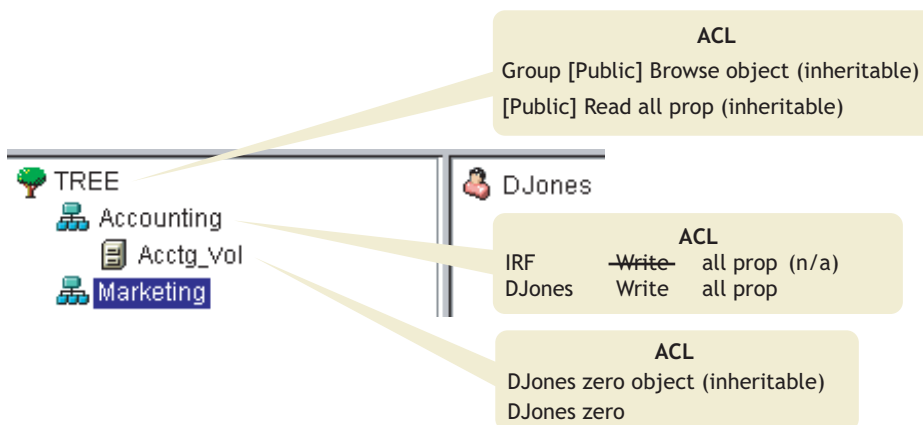 ACL
Group [Public] Browse object (inheritable)
[Public] Read all prop (inheritable)
TREE
DJones
Accounting
Acctg_Vol
Marketing
ACL
IRF Write all prop (n/a)
DJones Write all prop
ACL
DJones zero object (inheritable)
DJones zero